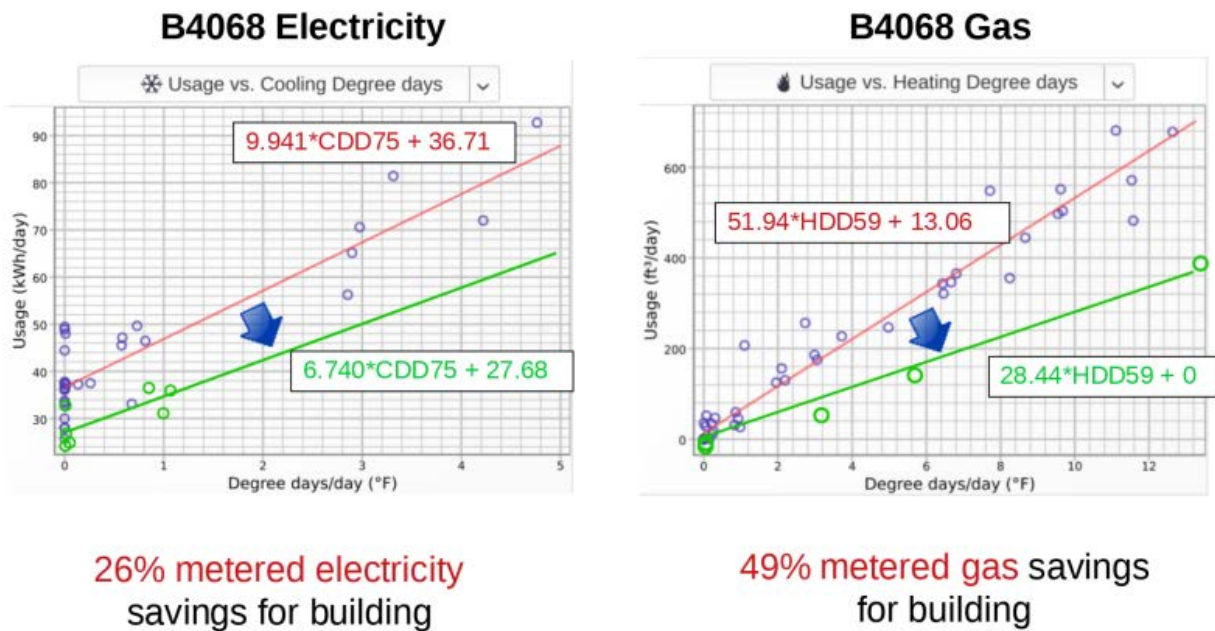 B4068 Electricity
Usage vs. Cooling Degree days
9.941*CDD75 + 36.71
6.740*CDD75 + 27.68
Usage (kWh/day)
90
80
70
60
50
40
30
0 1 2 3 4 5
Degree days/day (°F)
26% metered electricity
savings for building
B4068 Gas
Usage vs. Heating Degree days
51.94*HDD59 + 13.06
28.44*HDD59 + 0
Usage (ft³/day)
600
400
200
0
0 2 4 6 8 10 12
Degree days/day (°F)
49% metered gas savings
for building